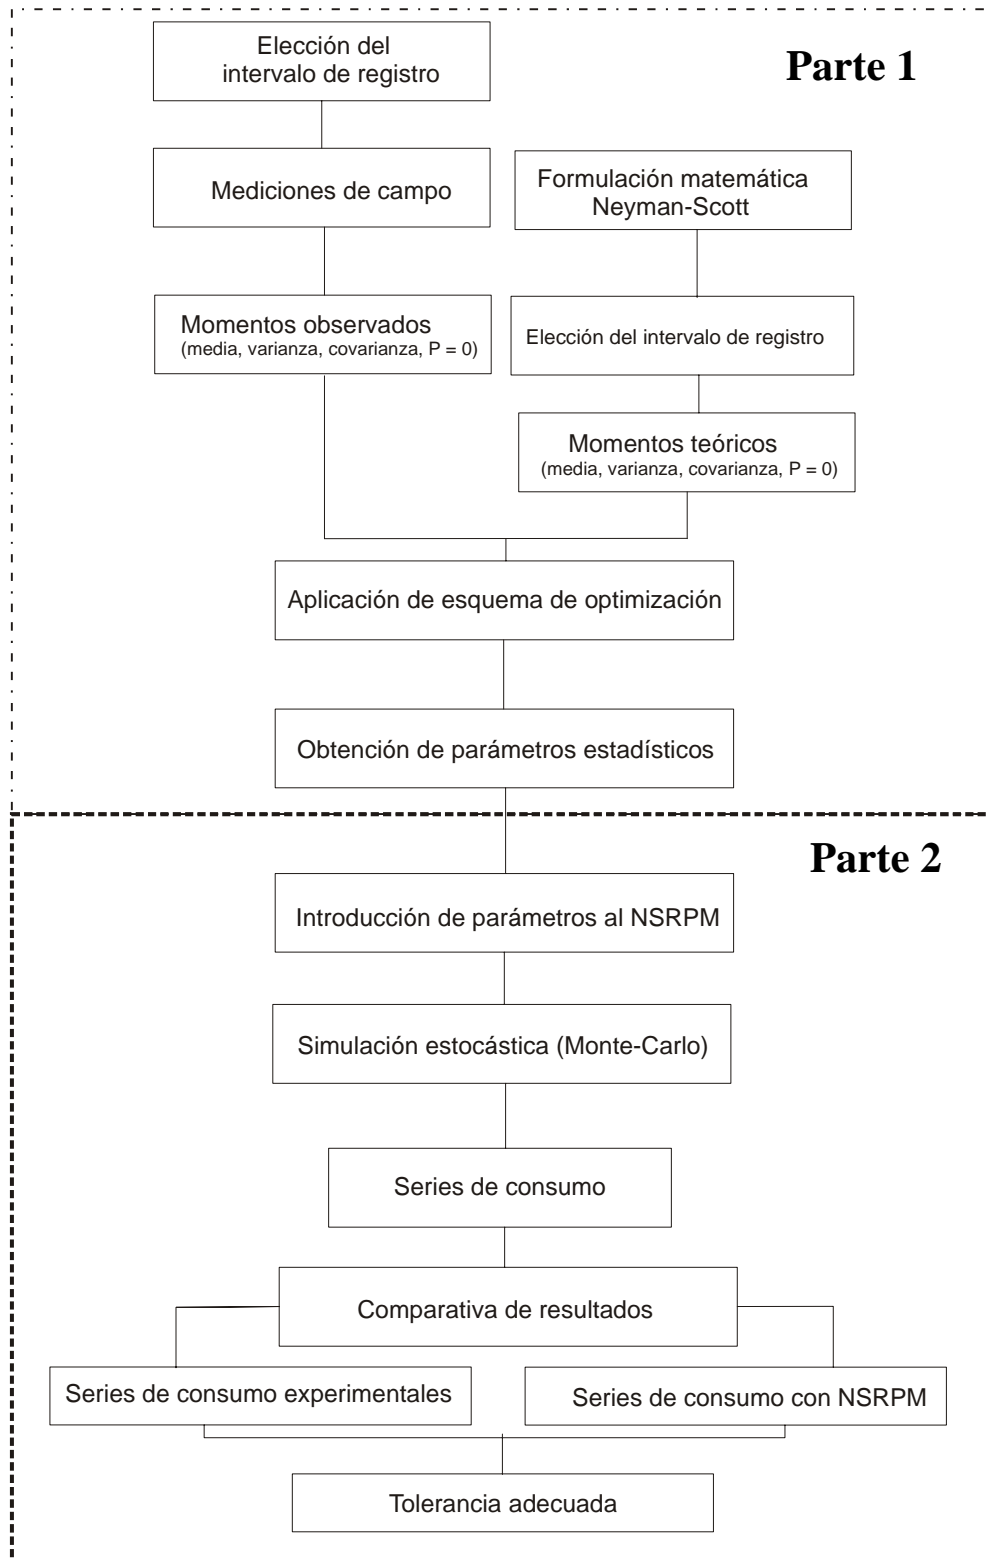 Parte 1
Elección del
intervalo de registro
Mediciones de campo
Formulación matemática
Neyman-Scott
Momentos observados
(media, varianza, covarianza, P = 0)
Elección del intervalo de registro
Momentos teóricos
(media, varianza, covarianza, P = 0)
Aplicación de esquema de optimización
Obtención de parámetros estadísticos
Parte 2
Introducción de parámetros al NSRPM
Simulación estocástica (Monte-Carlo)
Series de consumo
Comparativa de resultados
Series de consumo experimentales
Series de consumo con NSRPM
Tolerancia adecuada